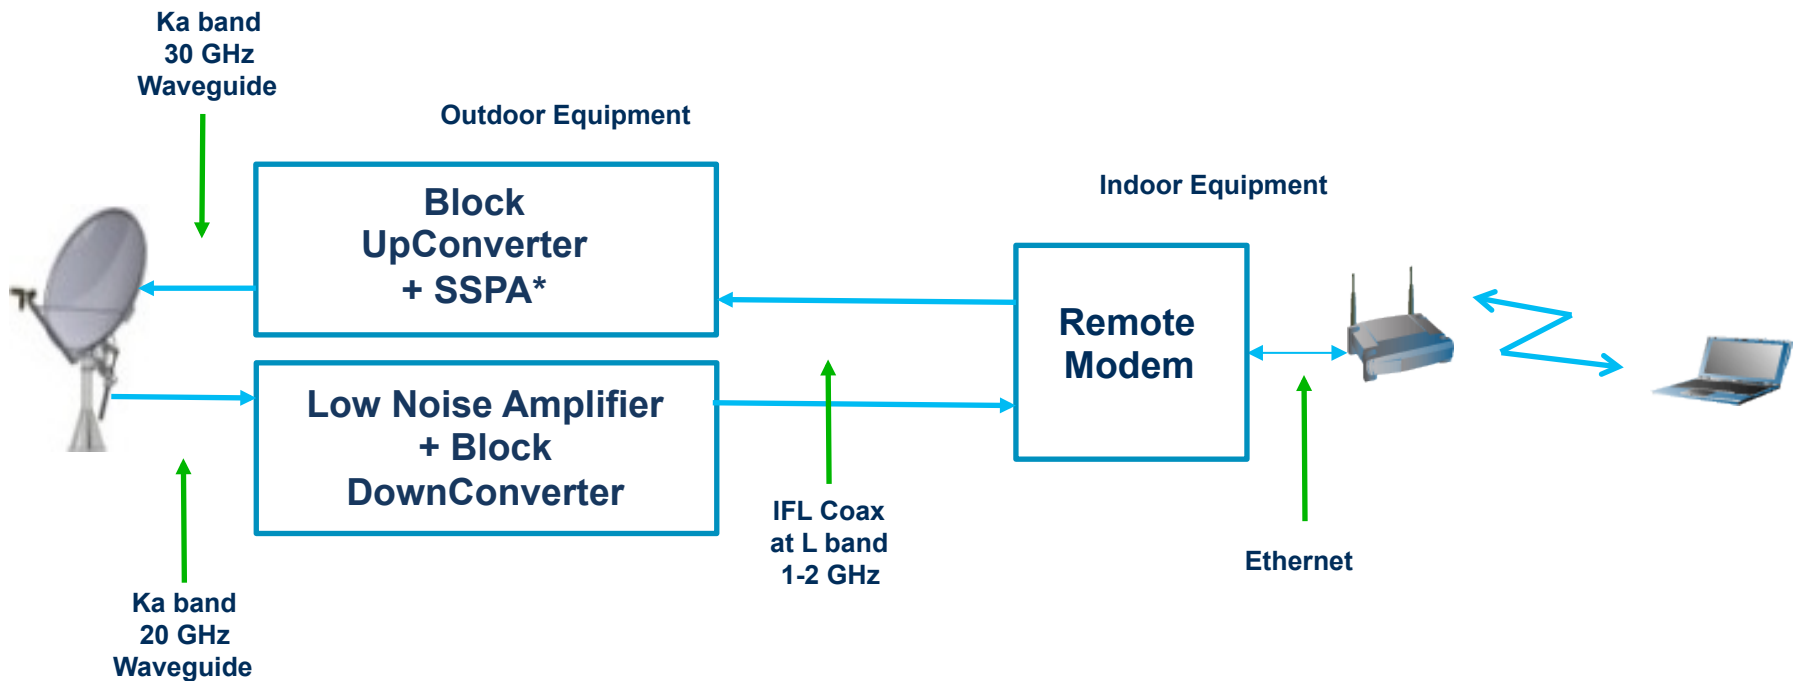 Ka band
30 GHz
Waveguide
Outdoor Equipment
Block
UpConverter
+ SSPA*
Indoor Equipment
Remote
Modem
Low Noise Amplifier
+ Block
DownConverter
IFL Coax
at L band
1-2 GHz
Ethernet
Ka band
20 GHz
Waveguide